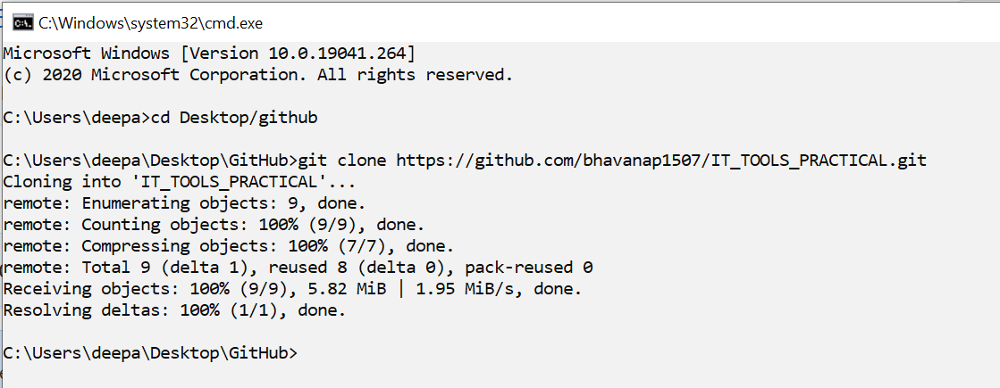 C:\Windows\system32\cmd.exe
Microsoft Windows [Version 10.0.19041.264]
(c) 2020 Microsoft Corporation. All rights reserved.
C:\Users\deepa>cd Desktop/github
C:\Users\deepa\Desktop\GitHub>git clone https://github.com/bhavanap1507/IT_TOOLS_PRACTICAL.git
Cloning into 'IT_TOOLS_PRACTICAL'...
remote: Enumerating objects: 9, done.
remote: Counting objects: 100% (9/9), done.
remote: Compressing objects: 100% (7/7), done.
remote: Total 9 (delta 1), reused 8 (delta 0), pack-reused 0
Receiving objects: 100% (9/9), 5.82 MiB | 1.95 MiB/s, done.
Resolving deltas: 100% (1/1), done.
C:\Users\deepa\Desktop\GitHub>